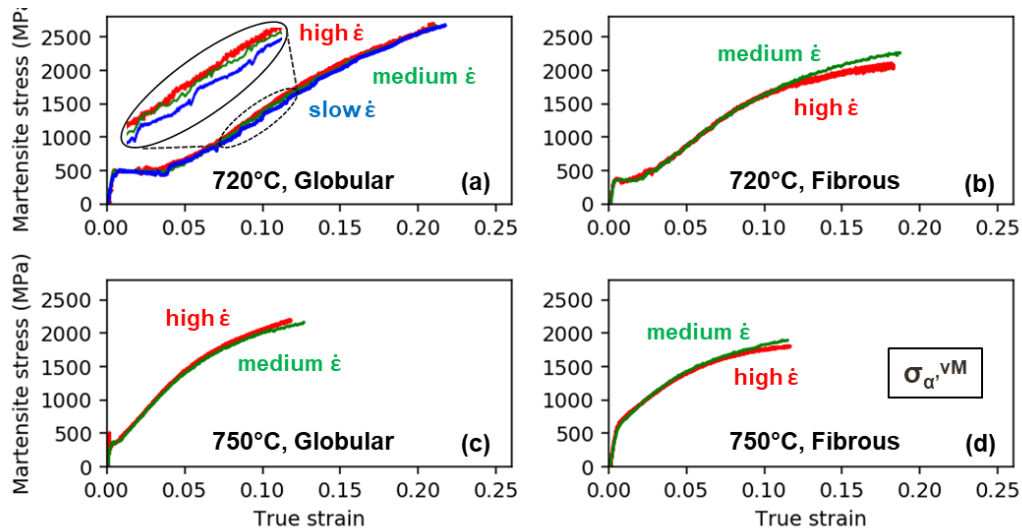 Martensite stress (MPa)
2500
2000
1500
1000
500
0
high ε̇
medium ε̇
slow ε̇
720°C, Globular
(a)
0.00 0.05 0.10 0.15 0.20 0.25
2500
2000
1500
1000
500
0
medium ε̇
high ε̇
720°C, Fibrous
(b)
0.00 0.05 0.10 0.15 0.20 0.25
Martensite stress (MPa)
2500
2000
1500
1000
500
0
high ε̇
medium ε̇
750°C, Globular
(c)
0.00 0.05 0.10 0.15 0.20 0.25
True strain
2500
2000
1500
1000
500
0
medium ε̇
high ε̇
σα'vM
750°C, Fibrous
(d)
0.00 0.05 0.10 0.15 0.20 0.25
True strain